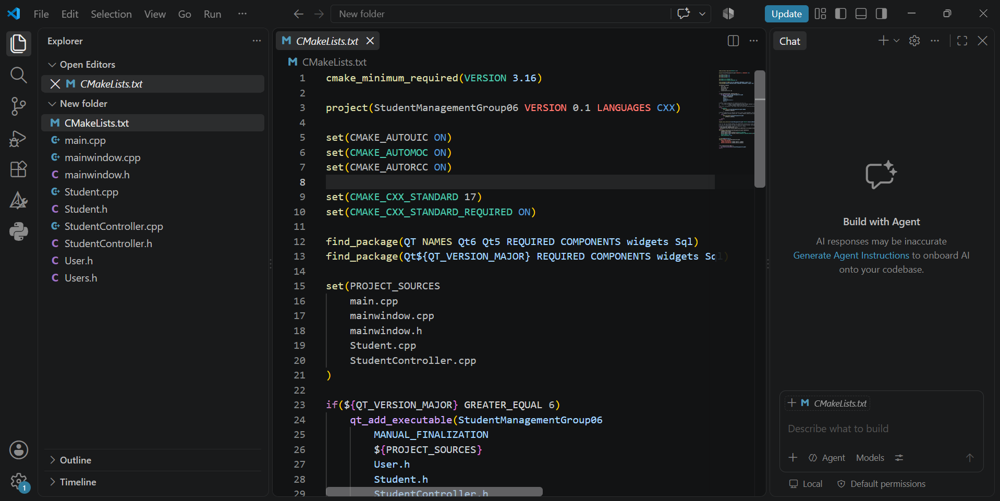 File Edit Selection View Go Run ···
New folder
Update
Explorer
Open Editors
CMakeLists.txt
New folder
CMakeLists.txt
main.cpp
mainwindow.cpp
mainwindow.h
Student.cpp
Student.h
StudentController.cpp
StudentController.h
User.h
Users.h
Outline
Timeline
1
CMakeLists.txt
CMakeLists.txt
1 cmake_minimum_required(VERSION 3.16)
2
3 project(StudentManagementGroup06 VERSION 0.1 LANGUAGES CXX)
4
5 set(CMAKE_AUTOUIC ON)
6 set(CMAKE_AUTOMOC ON)
7 set(CMAKE_AUTORCC ON)
8
9 set(CMAKE_CXX_STANDARD 17)
10 set(CMAKE_CXX_STANDARD_REQUIRED ON)
11
12 find_package(QT NAMES Qt6 Qt5 REQUIRED COMPONENTS widgets Sql)
13 find_package(Qt${QT_VERSION_MAJOR} REQUIRED COMPONENTS widgets Sql)
14
15 set(PROJECT_SOURCES
16 main.cpp
17 mainwindow.cpp
18 mainwindow.h
19 Student.cpp
20 StudentController.cpp
21 )
22
23 if(${QT_VERSION_MAJOR} GREATER_EQUAL 6)
24 qt_add_executable(StudentManagementGroup06
25 MANUAL_FINALIZATION
26 ${PROJECT_SOURCES}
27 User.h
28 Student.h
29 StudentController.h
Chat
Build with Agent
AI responses may be inaccurate
Generate Agent Instructions to onboard AI
onto your codebase.
CMakeLists.txt
Describe what to build
Agent Models
Local Default permissions